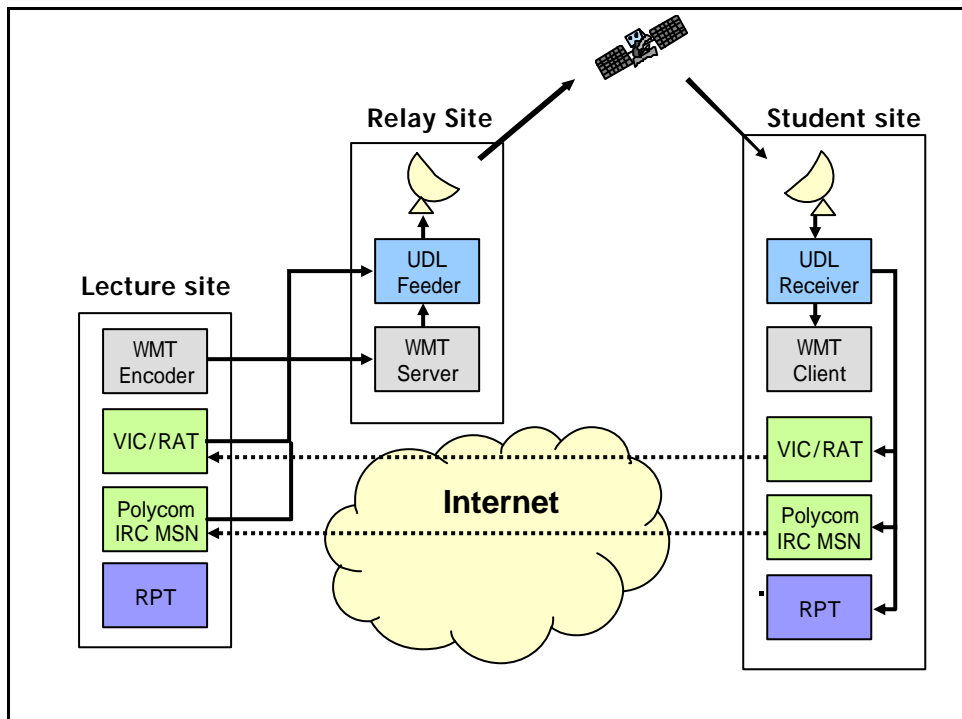 Relay Site
Student site
UDL
Feeder
UDL
Receiver
Lecture site
WMT
Encoder
WMT
Server
WMT
Client
VIC/RAT
VIC/RAT
Internet
Polycom
IRC MSN
Polycom
IRC MSN
RPT
RPT